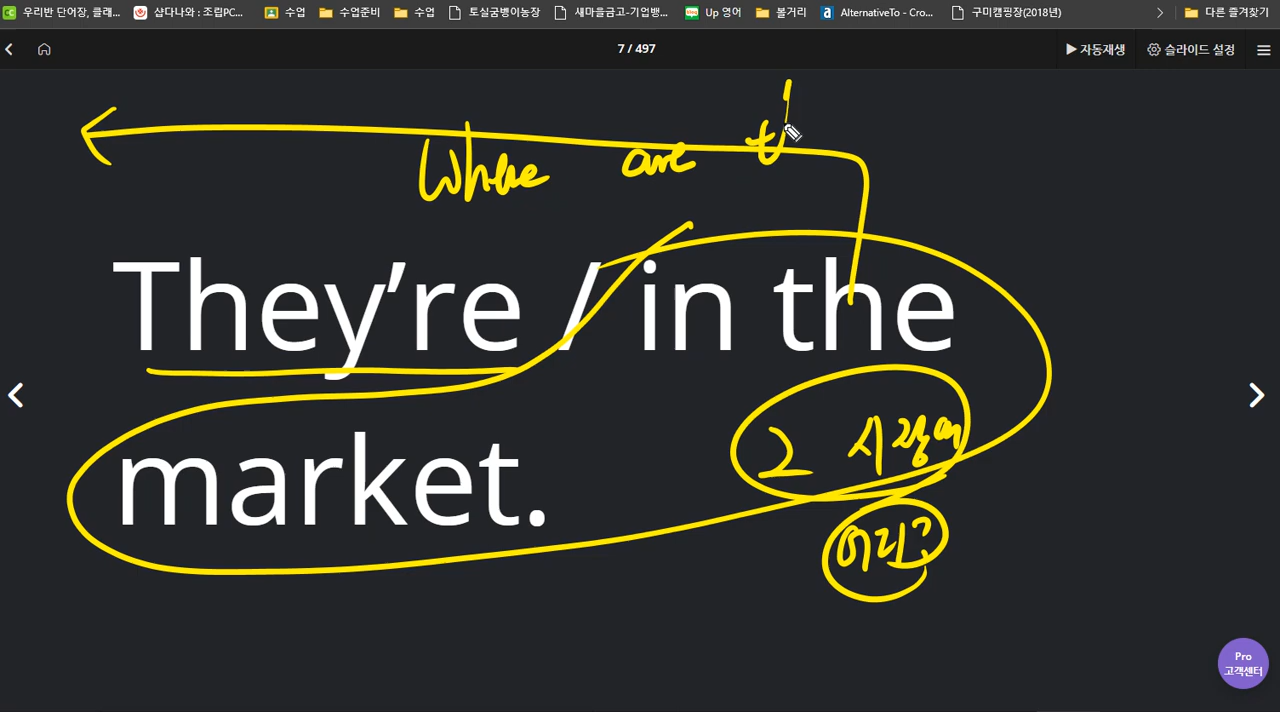 우리반 단어장, 클래... 샵다나와 : 조립PC... 수업 수업준비 수업 토실굼벵이농장 새마을금고-기업뱅... Up 영어 볼거리 AlternativeTo - Cro... 구미캠핑장(2018년) 다른 즐겨찾기
7 / 497 자동재생 슬라이드 설정
Where are t
They're / in the
market.
그 시장에
어디?
Pro
고객센터